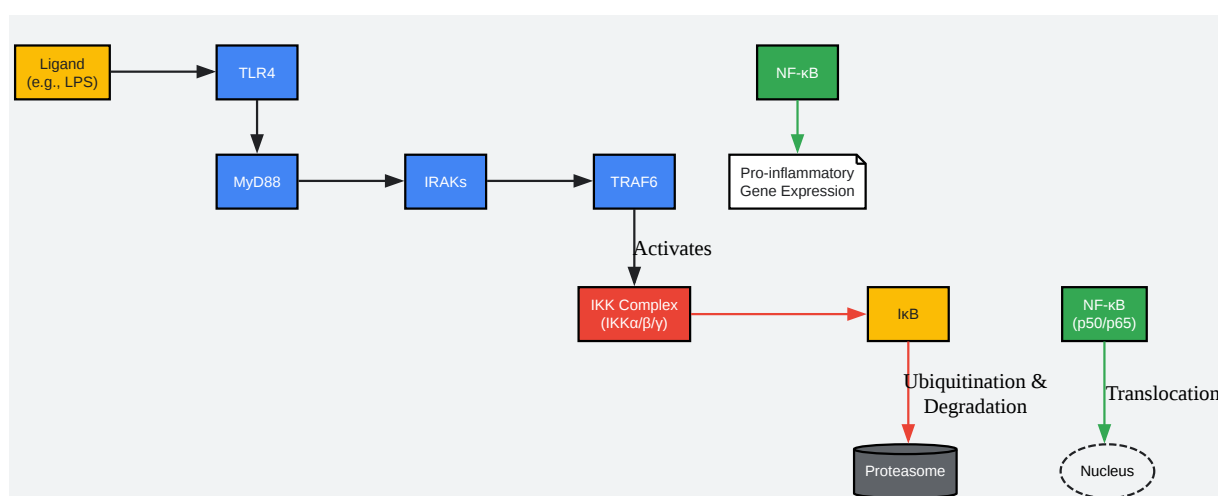 Ligand
(e.g., LPS)
TLR4
NF-κB
MyD88
IRAKs
TRAF6
Pro-inflammatory
Gene Expression
Activates
IKK Complex
(IKKα/β/γ)
IκB
NF-κB
(p50/p65)
Ubiquitination &
Degradation
Translocation
Proteasome
Nucleus